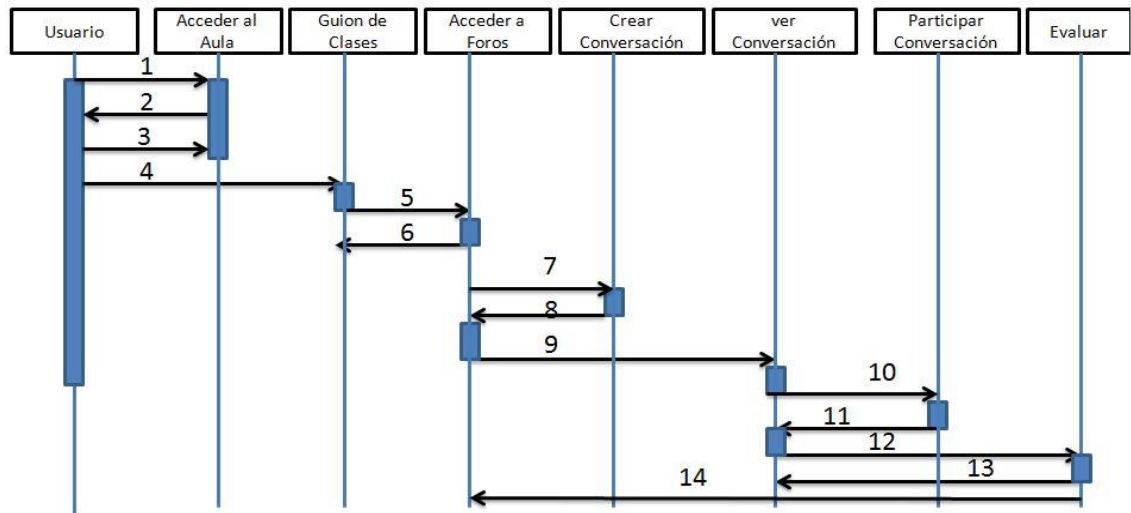 Usuario
Acceder al
Aula
Guion de
Clases
Acceder a
Foros
Crear
Conversación
ver
Conversación
Participar
Conversación
Evaluar
1
2
3
4
5
6
7
8
9
10
11
12
13
14